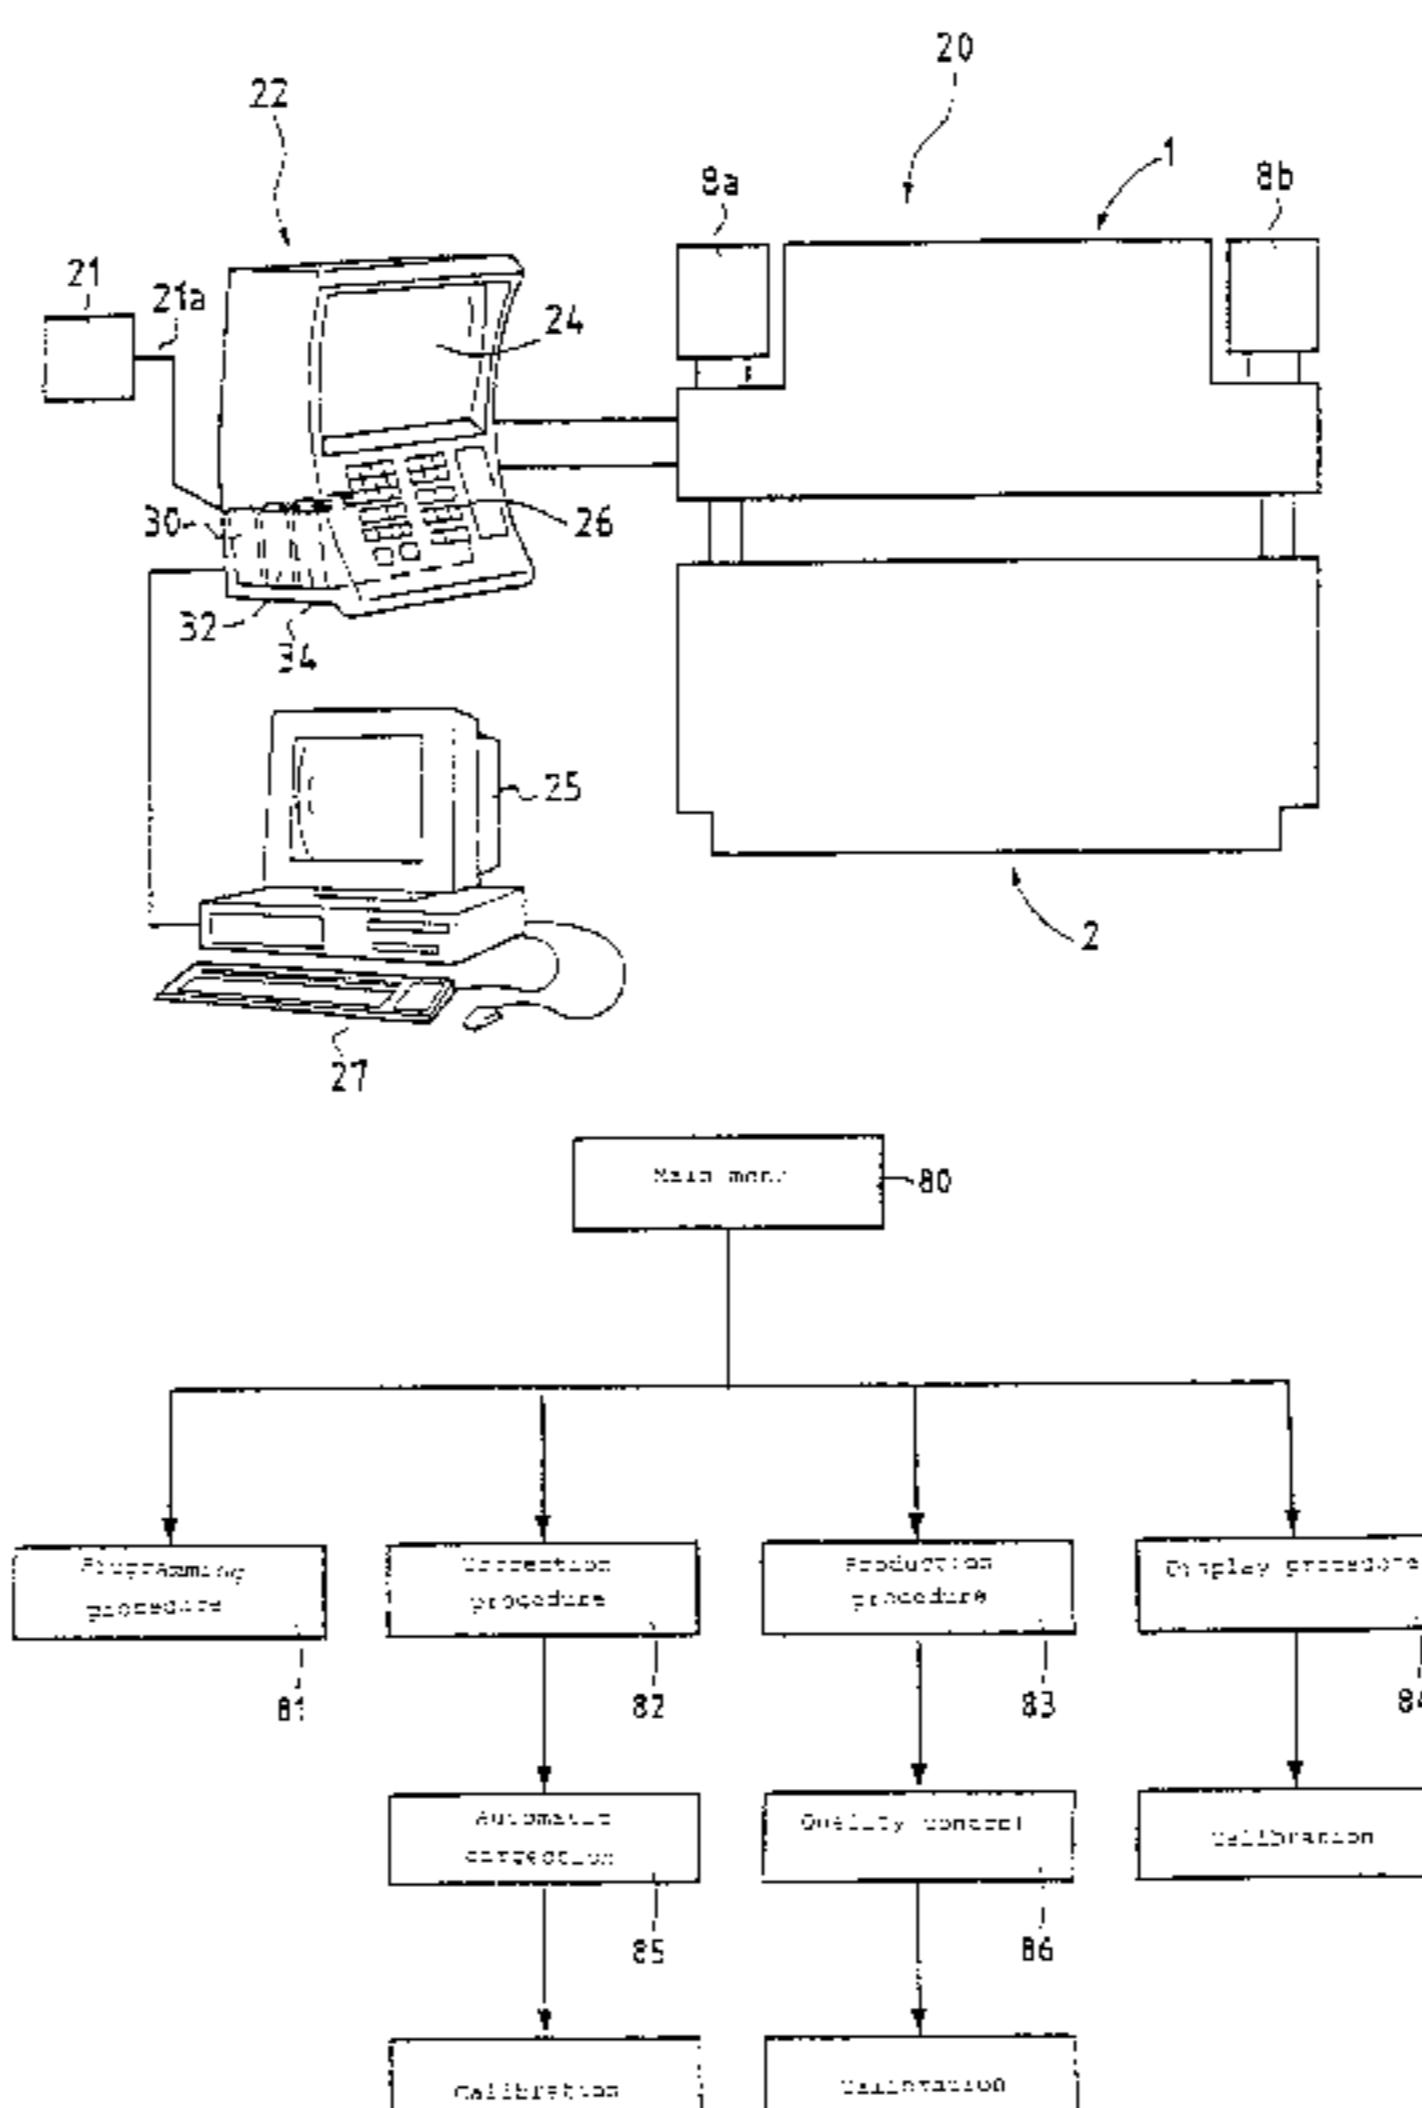 20
22
1
8a
8b
21
21a
24
30
26
32
34
25
2
27
Main menu
80
Programming
procedure
Correction
procedure
Production
procedure
Display procedure
81
82
83
Automatic
correction
Quality control
Calibration
85
86
Calibration
Calibration